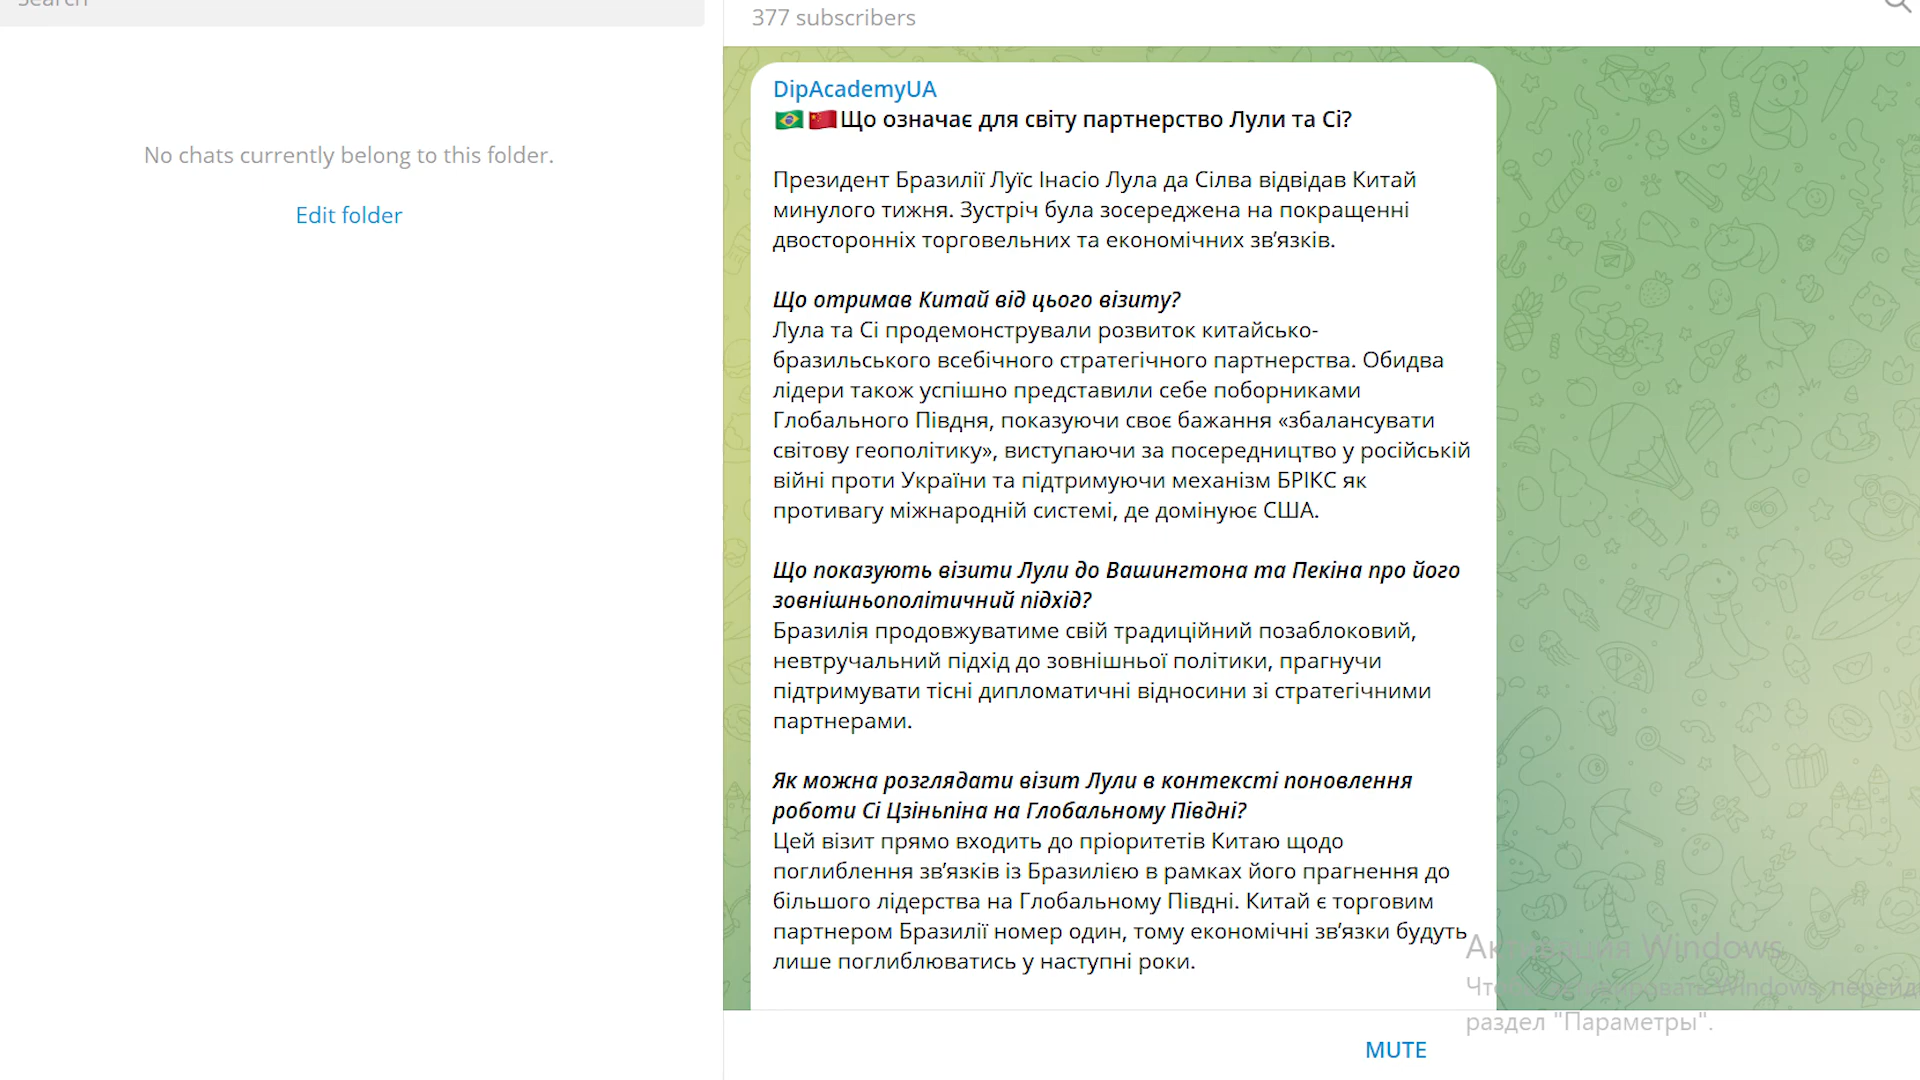 Search
No chats currently belong to this folder.
Edit folder
377 subscribers
DipAcademyUA
Що означає для світу партнерство Лули та Сі?
Президент Бразилії Луїс Інасіо Лула да Сілва відвідав Китай
минулого тижня. Зустріч була зосереджена на покращенні
двосторонніх торговельних та економічних зв’язків.
Що отримав Китай від цього візиту?
Лула та Сі продемонстрували розвиток китайсько-
бразильського всебічного стратегічного партнерства. Обидва
лідери також успішно представили себе поборниками
Глобального Півдня, показуючи своє бажання «збалансувати
світову геополітику», виступаючи за посередництво у російській
війні проти України та підтримуючи механізм БРІКС як
противагу міжнародній системі, де домінує США.
Що показують візити Лули до Вашингтона та Пекіна про його
зовнішньополітичний підхід?
Бразилія продовжуватиме свій традиційний позаблоковий,
невтручальний підхід до зовнішньої політики, прагнучи
підтримувати тісні дипломатичні відносини зі стратегічними
партнерами.
Як можна розглядати візит Лули в контексті поновлення
роботи Сі Цзіньпіна на Глобальному Півдні?
Цей візит прямо входить до пріоритетів Китаю щодо
поглиблення зв’язків із Бразилією в рамках його прагнення до
більшого лідерства на Глобальному Півдні. Китай є торговим
партнером Бразилії номер один, тому економічні зв’язки будуть
лише поглиблюватись у наступні роки.
Активация Windows
Чтобы активировать Windows, перейд
раздел "Параметры".
MUTE